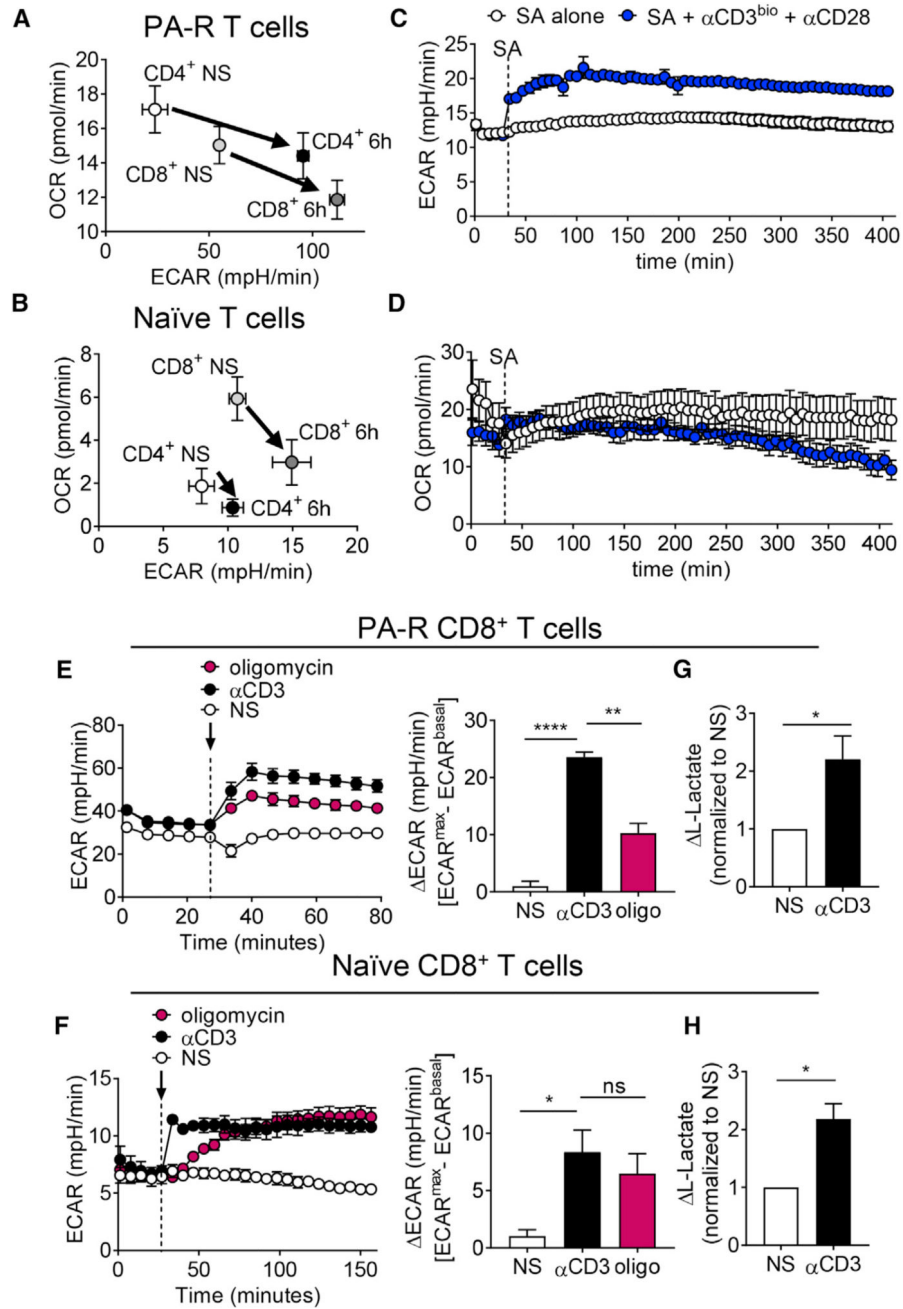 A
PA-R T cells
OCR (pmol/min)
20
18
16
14
12
10
CD4⁺ NS
CD8⁺ NS
CD4⁺ 6h
CD8⁺ 6h
0 50 100
ECAR (mpH/min)
B
Naïve T cells
OCR (pmol/min)
8
6
4
2
0
CD8⁺ NS
CD4⁺ NS
CD8⁺ 6h
CD4⁺ 6h
0 5 10 15 20
ECAR (mpH/min)
C
SA alone SA + αCD3ᵇⁱᵒ + αCD28
SA
ECAR (mpH/min)
25
20
15
10
5
0
0 50 100 150 200 250 300 350 400
time (min)
D
SA
OCR (pmol/min)
30
20
10
0
0 50 100 150 200 250 300 350 400
time (min)
PA-R CD8⁺ T cells
E
oligomycin
αCD3
NS
ECAR (mpH/min)
80
60
40
20
0
0 20 40 60 80
Time (minutes)
ΔECAR (mpH/min)
[ECARᵐᵃˣ- ECARᵇᵃˢᵃˡ]
30
20
10
0
**** **
NS αCD3 oligo
G
ΔL-Lactate
(normalized to NS)
3
2
1
0
*
NS αCD3
Naïve CD8⁺ T cells
F
oligomycin
αCD3
NS
ECAR (mpH/min)
15
10
5
0
0 50 100 150
Time (minutes)
ΔECAR (mpH/min)
[ECARᵐᵃˣ- ECARᵇᵃˢᵃˡ]
15
10
5
0
* ns
NS αCD3 oligo
H
ΔL-Lactate
(normalized to NS)
3
2
1
0
*
NS αCD3